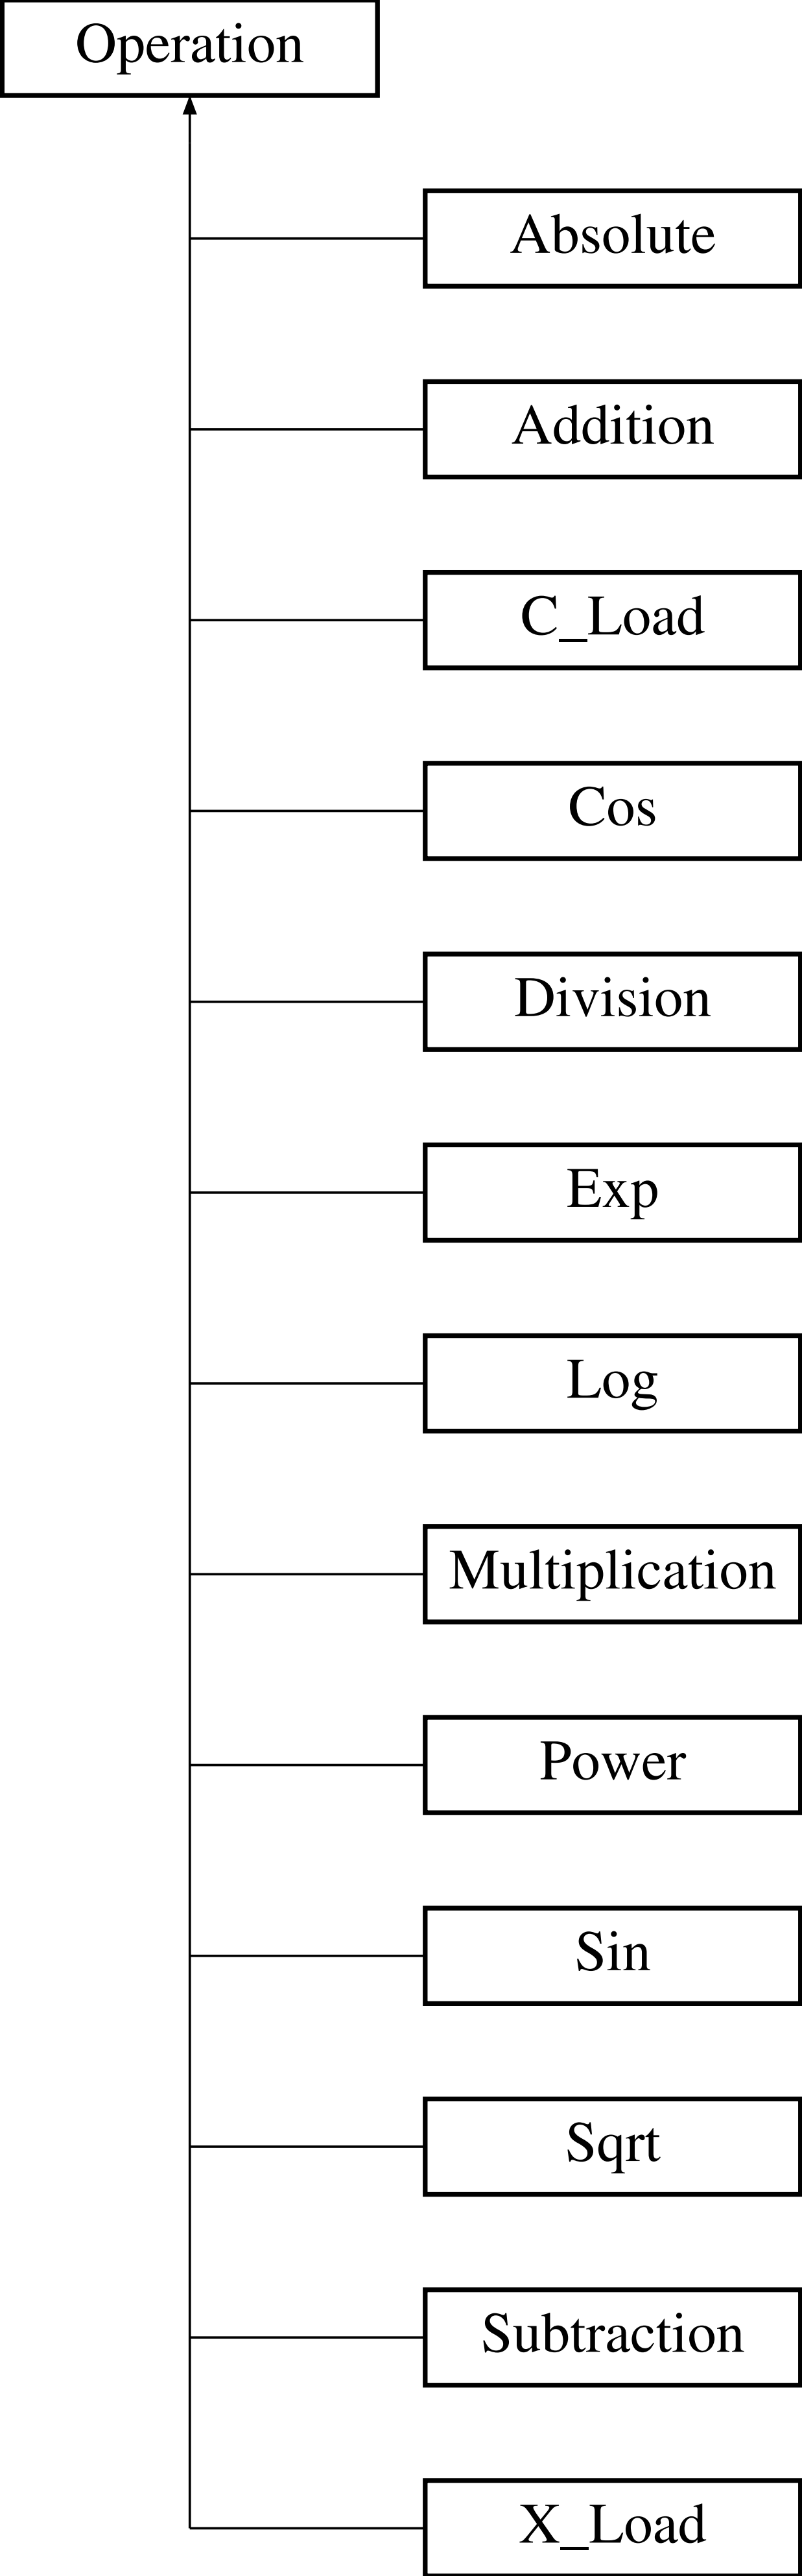 Operation
Absolute
Addition
C_Load
Cos
Division
Exp
Log
Multiplication
Power
Sin
Sqrt
Subtraction
X_Load